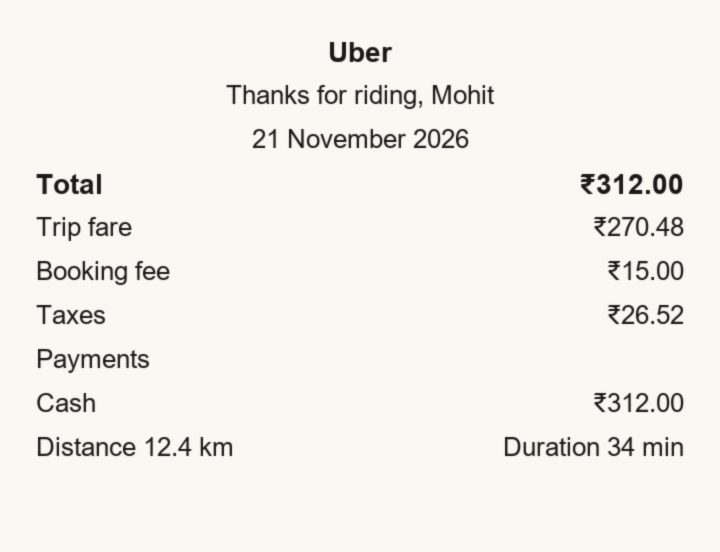 Uber
Thanks for riding, Mohit
21 November 2026
Total ₹312.00
Trip fare ₹270.48
Booking fee ₹15.00
Taxes ₹26.52
Payments
Cash ₹312.00
Distance 12.4 km Duration 34 min